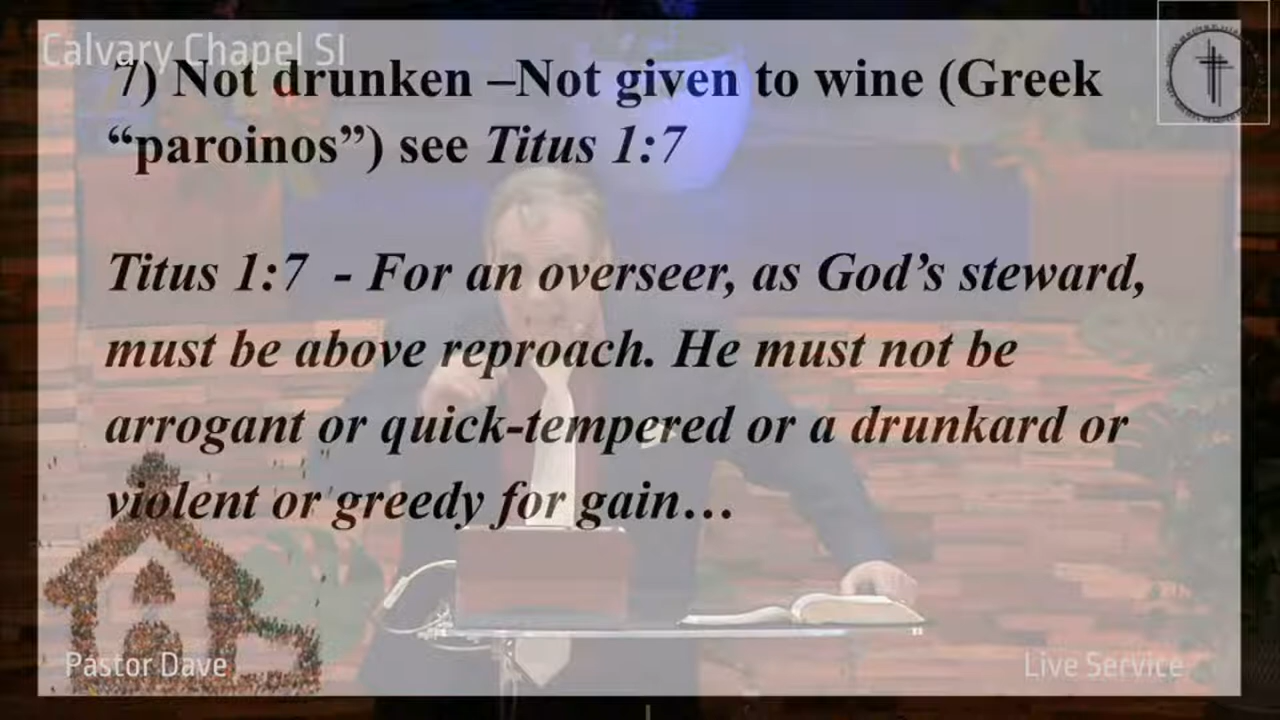 Calvary Chapel SI
7) Not drunken –Not given to wine (Greek
“paroinos”) see Titus 1:7
Titus 1:7 - For an overseer, as God’s steward,
must be above reproach. He must not be
arrogant or quick-tempered or a drunkard or
violent or greedy for gain…
Pastor Dave
Live Service